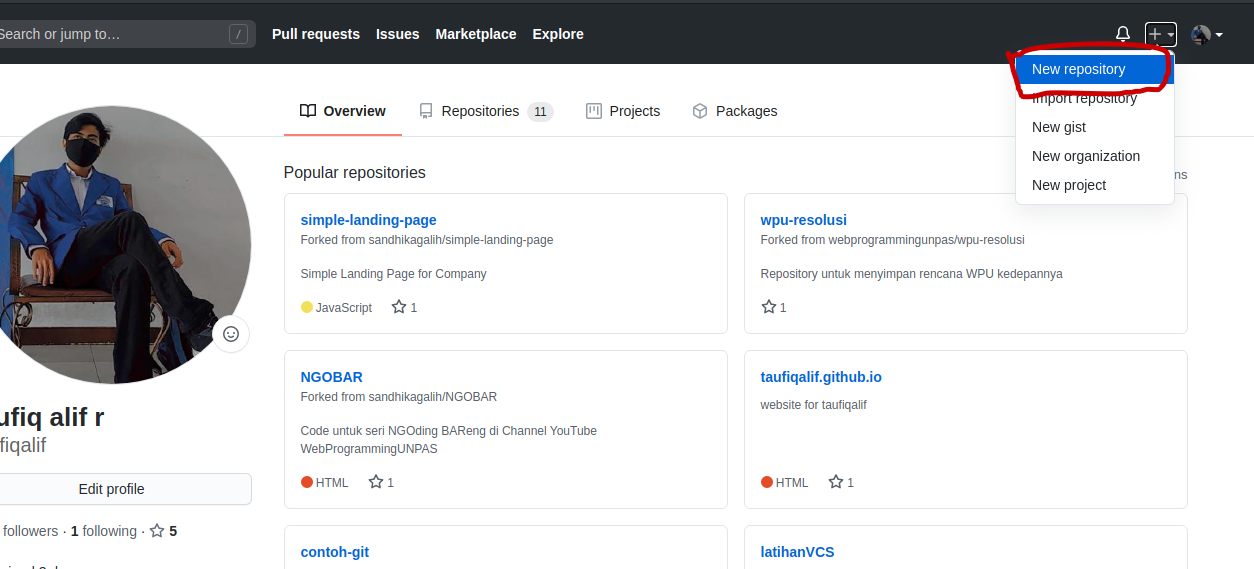 Search or jump to… /
Pull requests
Issues
Marketplace
Explore
New repository
Import repository
New gist
New organization
New project
Overview
Repositories 11
Projects
Packages
Popular repositories
simple-landing-page
Forked from sandhikagalih/simple-landing-page
Simple Landing Page for Company
JavaScript 1
wpu-resolusi
Forked from webprogrammingunpas/wpu-resolusi
Repository untuk menyimpan rencana WPU kedepannya
1
NGOBAR
Forked from sandhikagalih/NGOBAR
Code untuk seri NGOding BAReng di Channel YouTube
WebProgrammingUNPAS
HTML 1
taufiqalif.github.io
website for taufiqalif
HTML 1
contoh-git
latihanVCS
ufiq alif r
fiqalif
Edit profile
followers · 1 following · 5